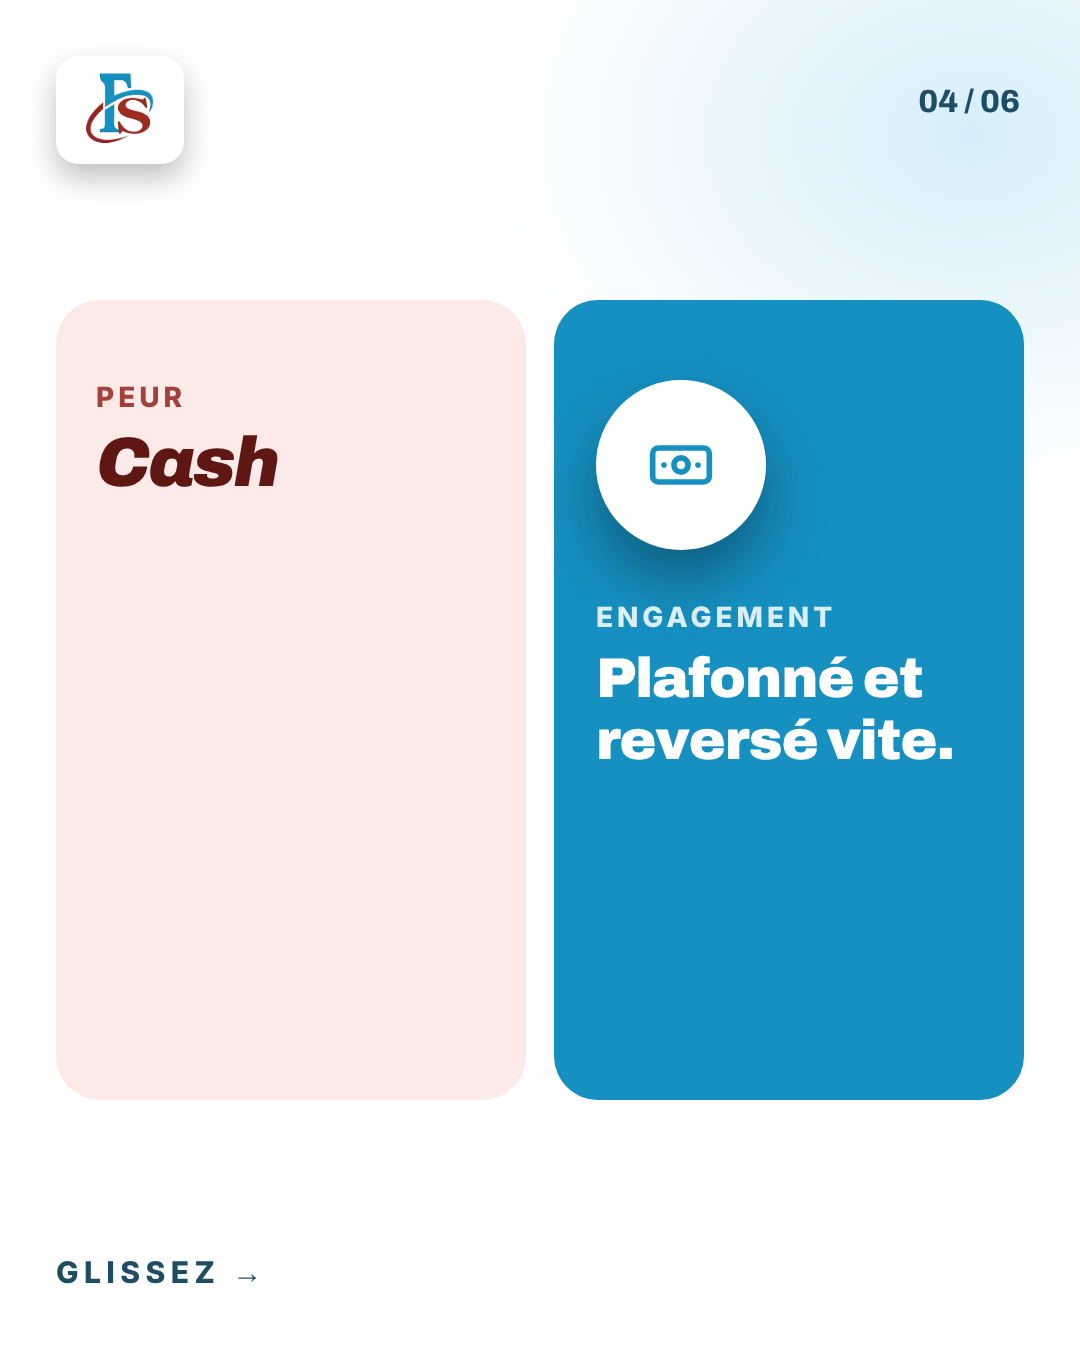 FS
04 / 06
PEUR
Cash
ENGAGEMENT
Plafonné et
reversé vite.
GLISSEZ →